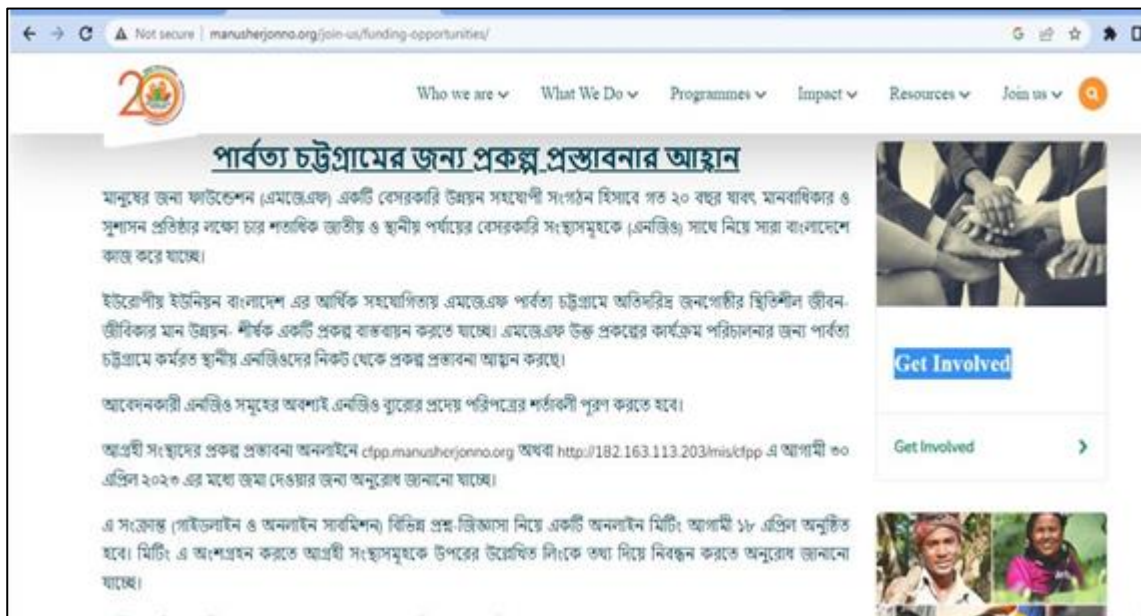 Not secure | manusherjonno.org/join-us/funding-opportunities/
20
Who we are What We Do Programmes Impact Resources Join us
পার্বত্য চট্টগ্রামের জন্য প্রকল্প প্রস্তাবনার আহ্বান
মানুষের জন্য ফাউন্ডেশন (এমজেএফ) একটি বেসরকারি উন্নয়ন সহযোগী সংগঠন হিসাবে গত ২০ বছর যাবৎ মানবাধিকার ও
সুশাসন প্রতিষ্ঠার লক্ষ্যে চার শতাধিক জাতীয় ও স্থানীয় পর্যায়ের বেসরকারি সংস্থাসমূহকে (এনজিও) সাথে নিয়ে সারা বাংলাদেশে
কাজ করে যাচ্ছে।
ইউরোপীয় ইউনিয়ন বাংলাদেশ এর আর্থিক সহযোগিতায় এমজেএফ পার্বত্য চট্টগ্রামে অতিদরিদ্র জনগোষ্ঠীর স্থিতিশীল জীবন-
জীবিকার মান উন্নয়ন- শীর্ষক একটি প্রকল্প বাস্তবায়ন করতে যাচ্ছে। এমজেএফ উক্ত প্রকল্পের কার্যক্রম পরিচালনার জন্য পার্বত্য
চট্টগ্রামে কর্মরত স্থানীয় এনজিওদের নিকট থেকে প্রকল্প প্রস্তাবনা আহ্বান করছে।
আবেদনকারী এনজিও সমূহের অবশ্যই এনজিও ব্যুরোর প্রদেয় পরিপত্রের শর্তাবলী পূরণ করতে হবে।
আগ্রহী সংস্থাদের প্রকল্প প্রস্তাবনা অনলাইনে cfpp.manusherjonno.org অথবা http://182.163.113.203/mis/cfpp এ আগামী ৩০
এপ্রিল ২০২৩ এর মধ্যে জমা দেওয়ার জন্য অনুরোধ জানানো যাচ্ছে।
এ সংক্রান্ত (গাইডলাইন ও অনলাইন সাবমিশন) বিভিন্ন প্রশ্ন-জিজ্ঞাসা নিয়ে একটি অনলাইন মিটিং আগামী ১৮ এপ্রিল অনুষ্ঠিত
হবে। মিটিং এ অংশগ্রহন করতে আগ্রহী সংস্থাসমূহকে উপরের উল্লেখিত লিংকে তথ্য দিয়ে নিবন্ধন করতে অনুরোধ জানানো
যাচ্ছে।
Get Involved
Get Involved